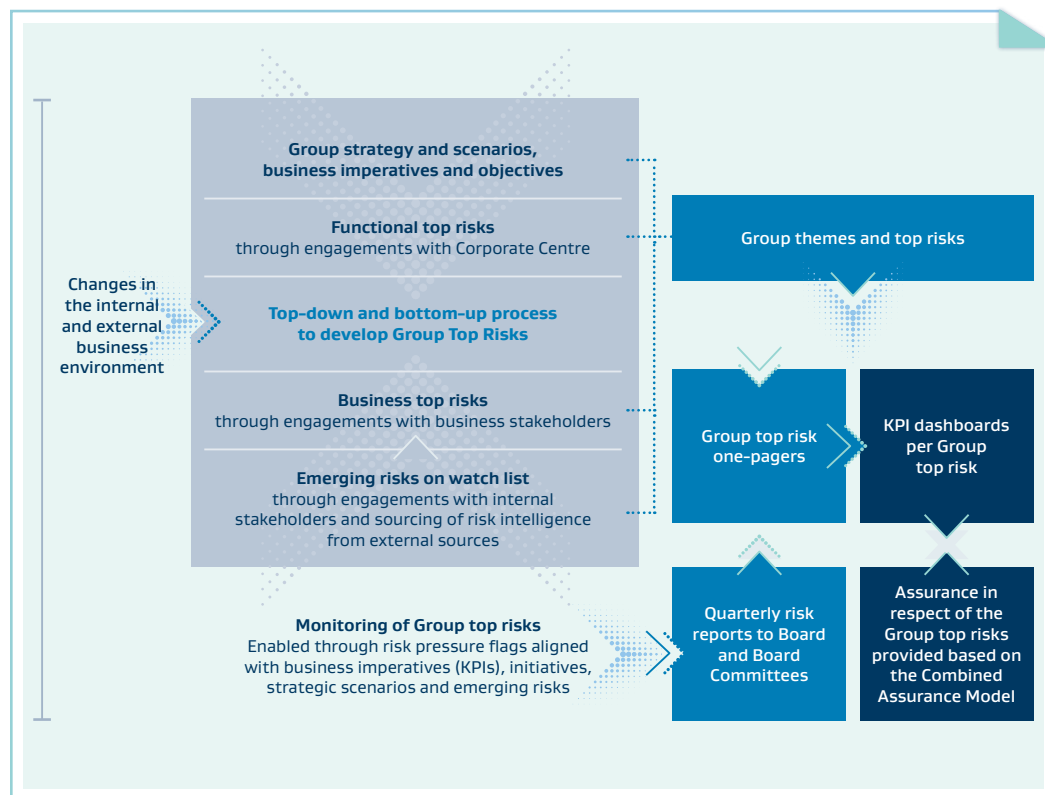 Changes in
the internal
and external
business
environment
Group strategy and scenarios,
business imperatives and objectives
Functional top risks
through engagements with Corporate Centre
Top-down and bottom-up process
to develop Group Top Risks
Business top risks
through engagements with business stakeholders
Emerging risks on watch list
through engagements with internal
stakeholders and sourcing of risk intelligence
from external sources
Monitoring of Group top risks
Enabled through risk pressure flags aligned
with business imperatives (KPIs), initiatives,
strategic scenarios and emerging risks
Group themes and top risks
Group top risk
one-pagers
KPI dashboards
per Group
top risk
Quarterly risk
reports to Board
and Board
Committees
Assurance in
respect of the
Group top risks
provided based on
the Combined
Assurance Model